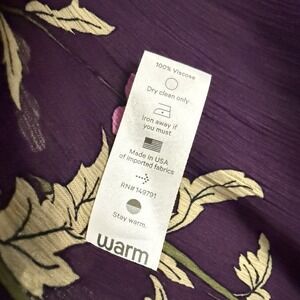 100% Viscose
Dry clean only
Iron away if
you must
Made in USA
of imported fabrics
RN# 149791
Stay warm.
warm